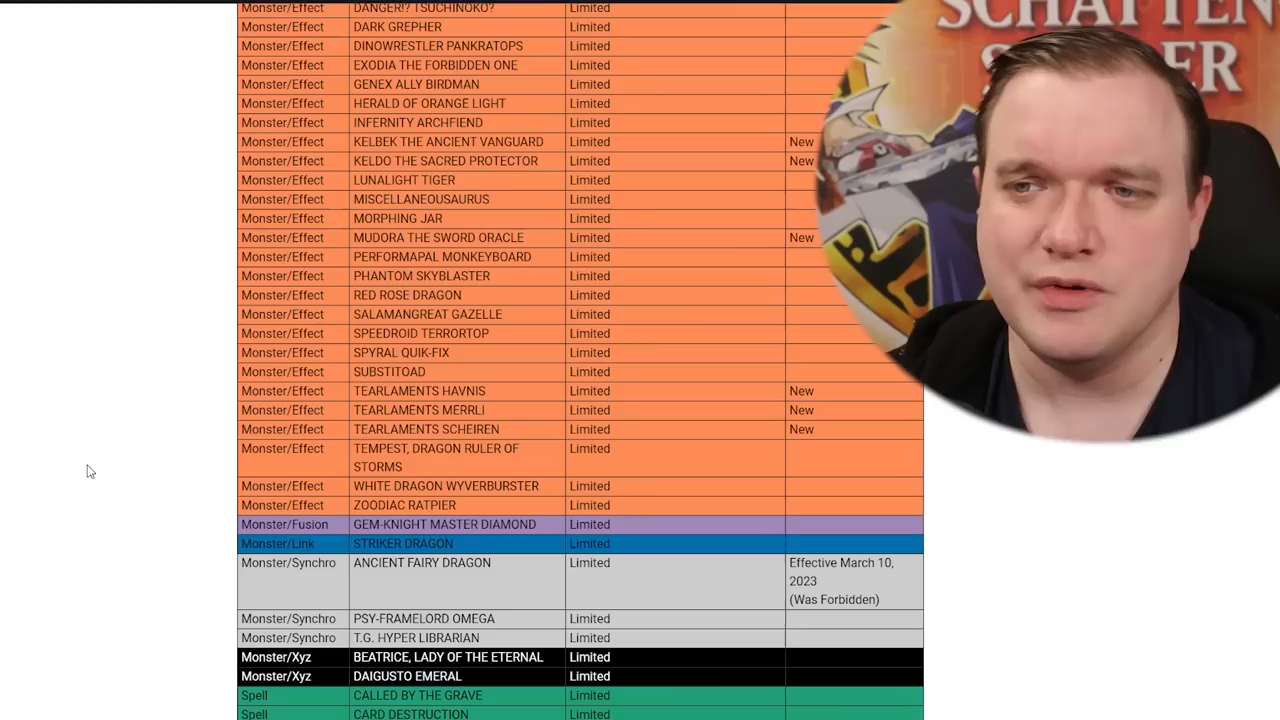 Monster/Effect DANGER!? TSUCHINOKO? Limited
Monster/Effect DARK GREPHER Limited
Monster/Effect DINOWRESTLER PANKRATOPS Limited
Monster/Effect EXODIA THE FORBIDDEN ONE Limited
Monster/Effect GENEX ALLY BIRDMAN Limited
Monster/Effect HERALD OF ORANGE LIGHT Limited
Monster/Effect INFERNITY ARCHFIEND Limited
Monster/Effect KELBEK THE ANCIENT VANGUARD Limited New
Monster/Effect KELDO THE SACRED PROTECTOR Limited New
Monster/Effect LUNALIGHT TIGER Limited
Monster/Effect MISCELLANEOUSAURUS Limited
Monster/Effect MORPHING JAR Limited
Monster/Effect MUDORA THE SWORD ORACLE Limited New
Monster/Effect PERFORMAPAL MONKEYBOARD Limited
Monster/Effect PHANTOM SKYBLASTER Limited
Monster/Effect RED ROSE DRAGON Limited
Monster/Effect SALAMANGREAT GAZELLE Limited
Monster/Effect SPEEDROID TERRORTOP Limited
Monster/Effect SPYRAL QUIK-FIX Limited
Monster/Effect SUBSTITOAD Limited
Monster/Effect TEARLAMENTS HAVNIS Limited New
Monster/Effect TEARLAMENTS MERRLI Limited New
Monster/Effect TEARLAMENTS SCHEIREN Limited New
Monster/Effect TEMPEST, DRAGON RULER OF Limited
STORMS
Monster/Effect WHITE DRAGON WYVERBURSTER Limited
Monster/Effect ZOODIAC RATPIER Limited
Monster/Fusion GEM-KNIGHT MASTER DIAMOND Limited
Monster/Link STRIKER DRAGON Limited
Monster/Synchro ANCIENT FAIRY DRAGON Limited Effective March 10,
2023
(Was Forbidden)
Monster/Synchro PSY-FRAMELORD OMEGA Limited
Monster/Synchro T.G. HYPER LIBRARIAN Limited
Monster/Xyz BEATRICE, LADY OF THE ETERNAL Limited
Monster/Xyz DAIGUSTO EMERAL Limited
Spell CALLED BY THE GRAVE Limited
Spell CARD DESTRUCTION Limited
SCHATTEN